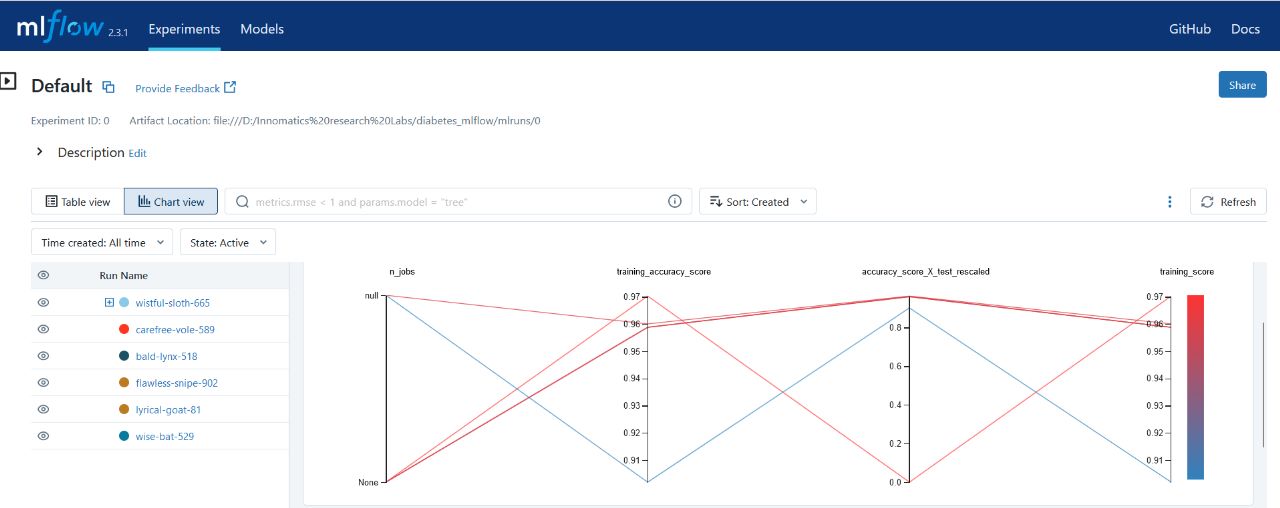 mlflow 2.3.1 Experiments Models GitHub Docs
Default Provide Feedback Share
Experiment ID: 0 Artifact Location: file:///D:/Innomatics%20research%20Labs/diabetes_mlflow/mlruns/0
Description Edit
Table view Chart view metrics.rmse < 1 and params.model = "tree" Sort: Created Refresh
Time created: All time State: Active
Run Name
wistful-sloth-665
carefree-vole-589
bald-lynx-518
flawless-snipe-902
lyrical-goat-81
wise-bat-529
n_jobs training_accuracy_score accuracy_score_X_test_rescaled training_score
null 0.97 0.97
0.96 0.8 0.96
0.95 0.6 0.95
0.94 0.4 0.94
0.93 0.93
0.92 0.2 0.92
0.91 0.91
None 0.0